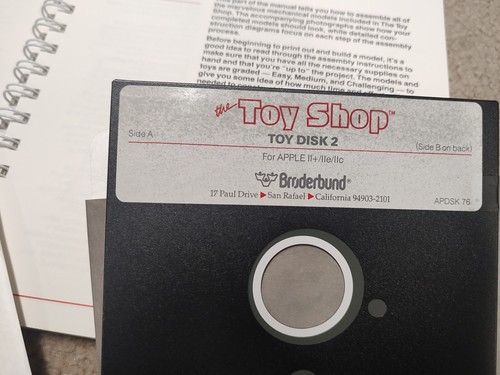 part of the manual tells you how to assemble all of
the marvelous mechanical models included in The Toy
Shop. The accompanying photographs show how your
completed models should look, while detailed con-
struction diagrams focus on each step of the assembly
process.
Before beginning to print out and build a model, it's a
good idea to read through the assembly instructions to
make sure that you have all the necessary supplies on
hand and that you're "up to" the project. The models and
toys are graded — Easy, Medium, and Challenging — to
give you some idea of how much time and
needed to
the Toy Shop™
TOY DISK 2
Side A
(Side B on back)
For APPLE II+/IIe/IIc
Brøderbund®
17 Paul Drive ▶ San Rafael ▶ California 94903-2101
APDSK 76